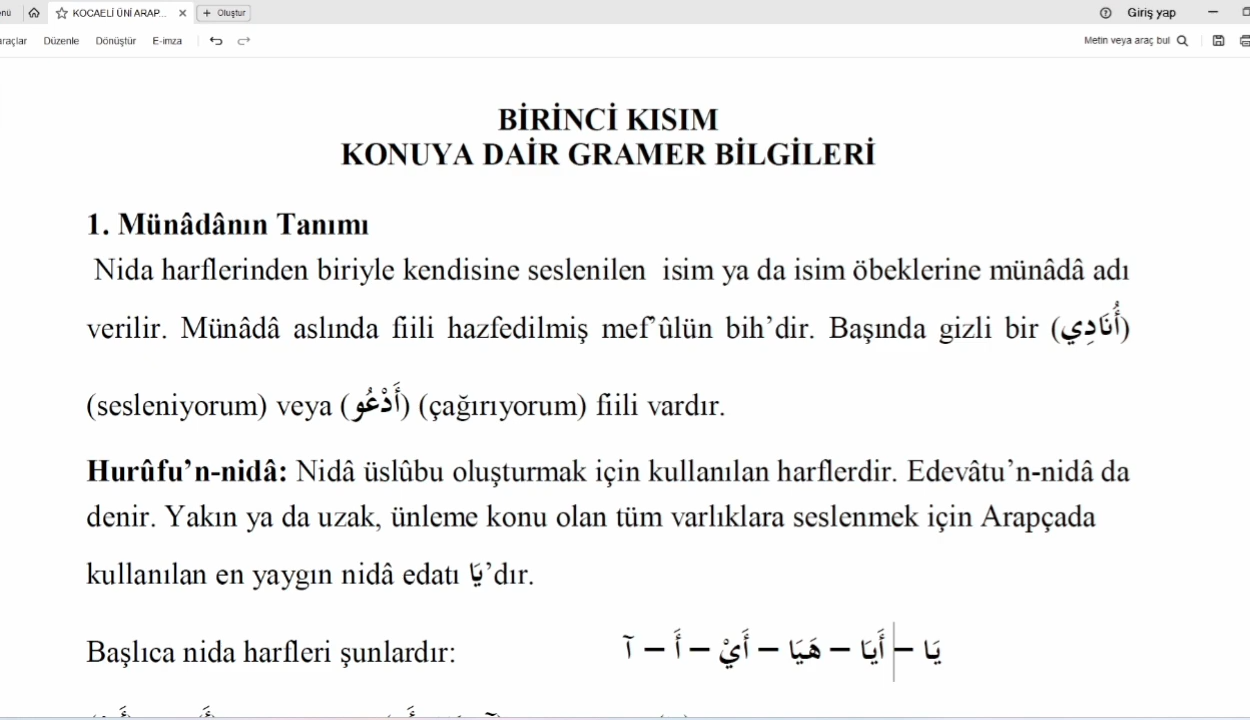 KOCAELİ ÜNİ ARAP... × + Oluştur Giriş yap
Düzenle Dönüştür E-imza Metin veya araç bul
BİRİNCİ KISIM
KONUYA DAİR GRAMER BİLGİLERİ
1. Münâdânın Tanımı
Nida harflerinden biriyle kendisine seslenilen isim ya da isim öbeklerine münâdâ adı
verilir. Münâdâ aslında fiili hazfedilmiş mef’ûlün bih’dir. Başında gizli bir (أُنَادِي)
(sesleniyorum) veya (أَدْعُو) (çağırıyorum) fiili vardır.
Hurûfu’n-nidâ: Nidâ üslûbu oluşturmak için kullanılan harflerdir. Edevâtu’n-nidâ da
denir. Yakın ya da uzak, ünleme konu olan tüm varlıklara seslenmek için Arapçada
kullanılan en yaygın nidâ edatı يَا’dır.
Başlıca nida harfleri şunlardır: يَا – أَيَا – هَيَا – أَيْ – أَ – آ